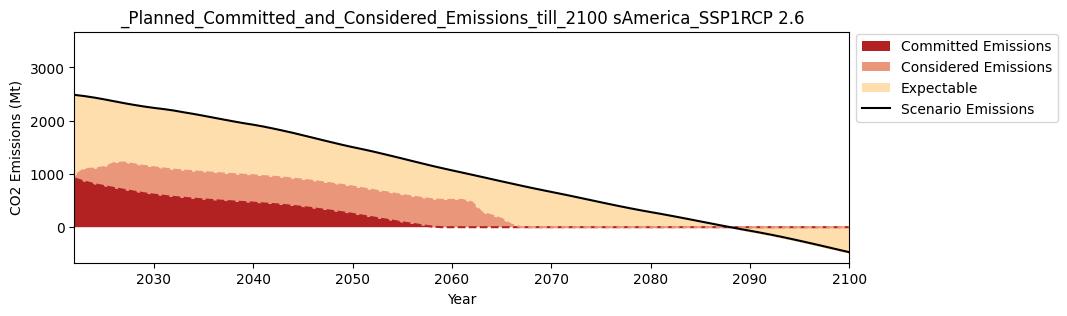 _Planned_Committed_and_Considered_Emissions_till_2100 sAmerica_SSP1RCP 2.6
Committed Emissions
Considered Emissions
Expectable
Scenario Emissions
CO2 Emissions (Mt)
3000
2000
1000
0
2030 2040 2050 2060 2070 2080 2090 2100
Year